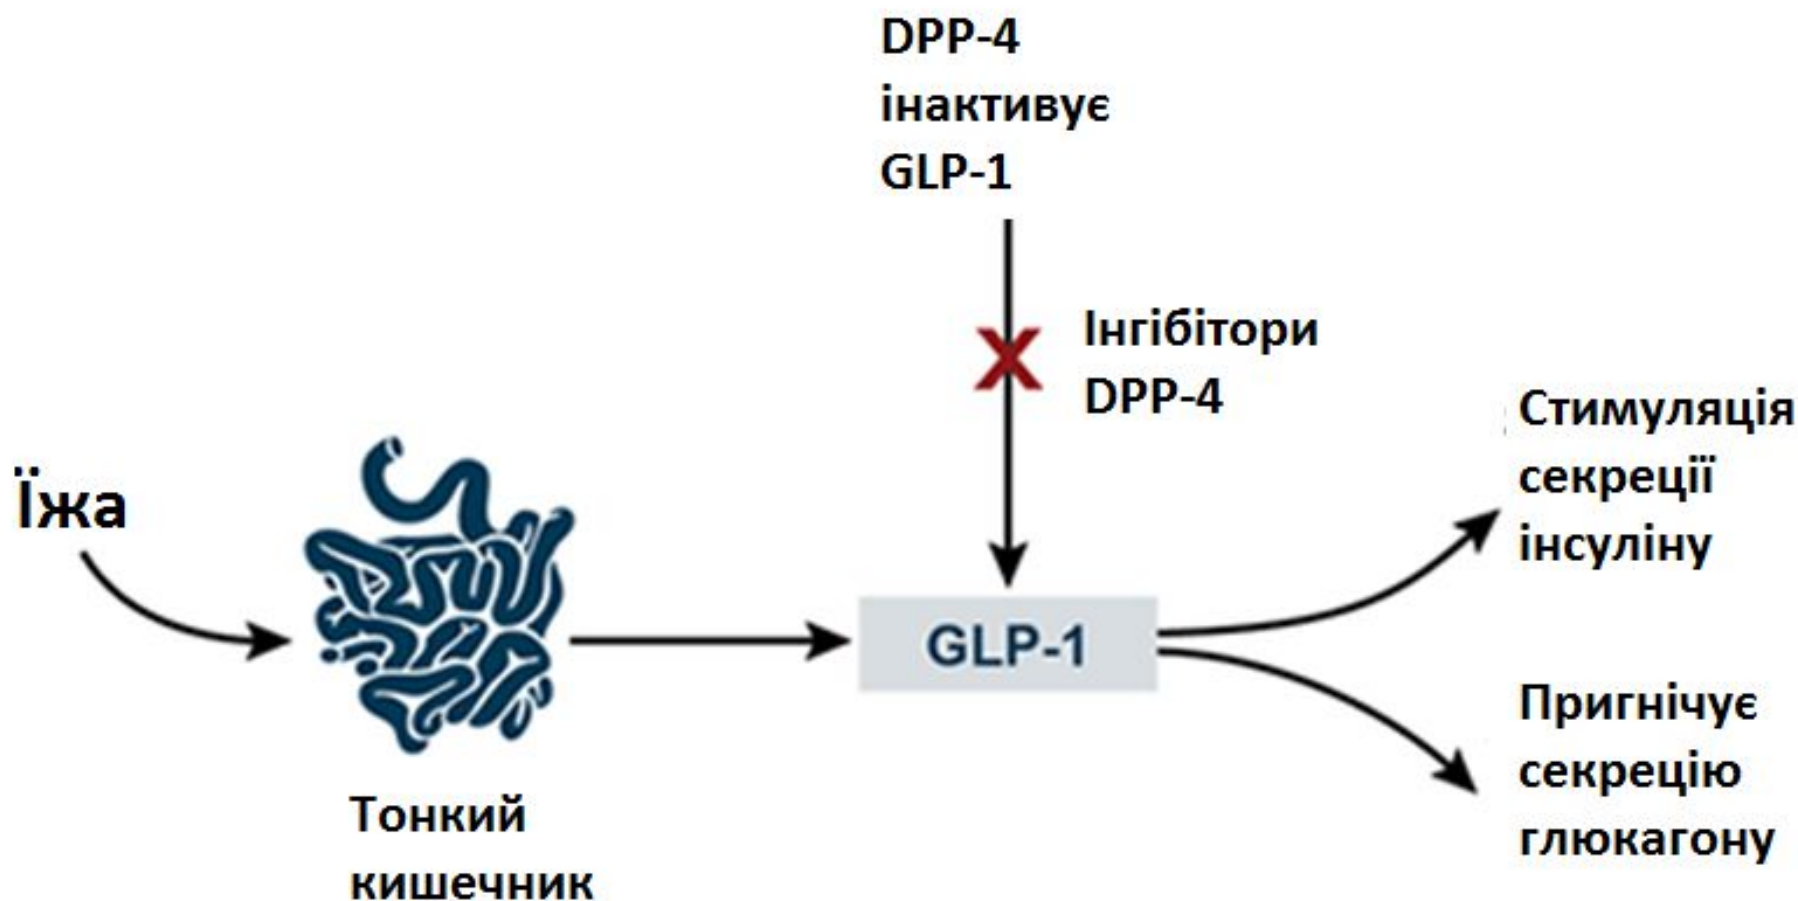 DPP-4
інактивує
GLP-1
Інгібітори
DPP-4
Їжа
Тонкий
кишечник
GLP-1
Стимуляція
секреції
інсуліну
Пригнічує
секрецію
глюкагону